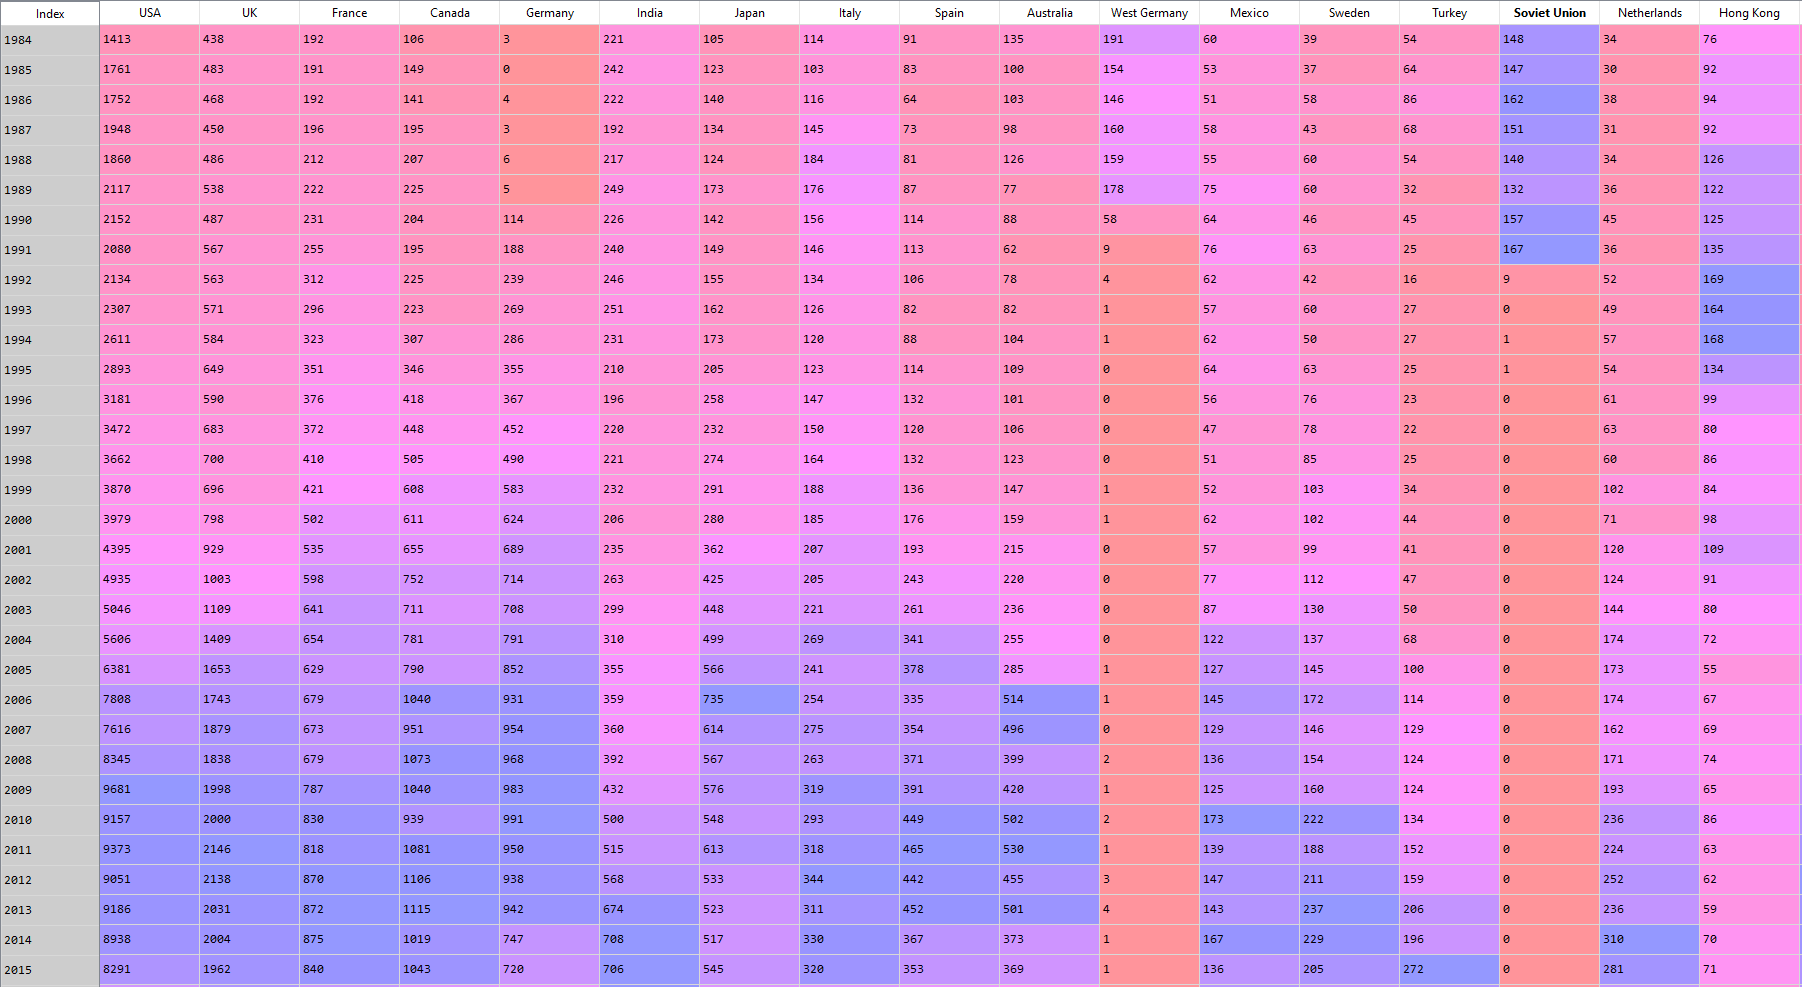 Index USA UK France Canada Germany India Japan Italy Spain Australia West Germany Mexico Sweden Turkey Soviet Union Netherlands Hong Kong
1984 1413 438 192 106 3 221 105 114 91 135 191 60 39 54 148 34 76
1985 1761 483 191 149 0 242 123 103 83 100 154 53 37 64 147 30 92
1986 1752 468 192 141 4 222 140 116 64 103 146 51 58 86 162 38 94
1987 1948 450 196 195 3 192 134 145 73 98 160 58 43 68 151 31 92
1988 1860 486 212 207 6 217 124 184 81 126 159 55 60 54 140 34 126
1989 2117 538 222 225 5 249 173 176 87 77 178 75 60 32 132 36 122
1990 2152 487 231 204 114 226 142 156 114 88 58 64 46 45 157 45 125
1991 2080 567 255 195 188 240 149 146 113 62 9 76 63 25 167 36 135
1992 2134 563 312 225 239 246 155 134 106 78 4 62 42 16 9 52 169
1993 2307 571 296 223 269 251 162 126 82 82 1 57 60 27 0 49 164
1994 2611 584 323 307 286 231 173 120 88 104 1 62 50 27 1 57 168
1995 2893 649 351 346 355 210 205 123 114 109 0 64 63 25 1 54 134
1996 3181 590 376 418 367 196 258 147 132 101 0 56 76 23 0 61 99
1997 3472 683 372 448 452 220 232 150 120 106 0 47 78 22 0 63 80
1998 3662 700 410 505 490 221 274 164 132 123 0 51 85 25 0 60 86
1999 3870 696 421 608 583 232 291 188 136 147 1 52 103 34 0 102 84
2000 3979 798 502 611 624 206 280 185 176 159 1 62 102 44 0 71 98
2001 4395 929 535 655 689 235 362 207 193 215 0 57 99 41 0 120 109
2002 4935 1003 598 752 714 263 425 205 243 220 0 77 112 47 0 124 91
2003 5046 1109 641 711 708 299 448 221 261 236 0 87 130 50 0 144 80
2004 5606 1409 654 781 791 310 499 269 341 255 0 122 137 68 0 174 72
2005 6381 1653 629 790 852 355 566 241 378 285 1 127 145 100 0 173 55
2006 7808 1743 679 1040 931 359 735 254 335 514 1 145 172 114 0 174 67
2007 7616 1879 673 951 954 360 614 275 354 496 0 129 146 129 0 162 69
2008 8345 1838 679 1073 968 392 567 263 371 399 2 136 154 124 0 171 74
2009 9681 1998 787 1040 983 432 576 319 391 420 1 125 160 124 0 193 65
2010 9157 2000 830 939 991 500 548 293 449 502 2 173 222 134 0 236 86
2011 9373 2146 818 1081 950 515 613 318 465 530 1 139 188 152 0 224 63
2012 9051 2138 870 1106 938 568 533 344 442 455 3 147 211 159 0 252 62
2013 9186 2031 872 1115 942 674 523 311 452 501 4 143 237 206 0 236 59
2014 8938 2004 875 1019 747 708 517 330 367 373 1 167 229 196 0 310 70
2015 8291 1962 840 1043 720 706 545 320 353 369 1 136 205 272 0 281 71